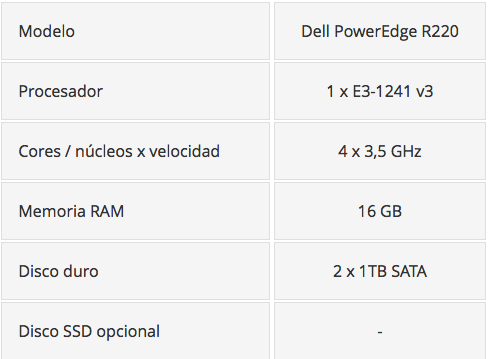 Modelo Dell PowerEdge R220
Procesador 1 x E3-1241 v3
Cores / núcleos x velocidad 4 x 3,5 GHz
Memoria RAM 16 GB
Disco duro 2 x 1TB SATA
Disco SSD opcional -